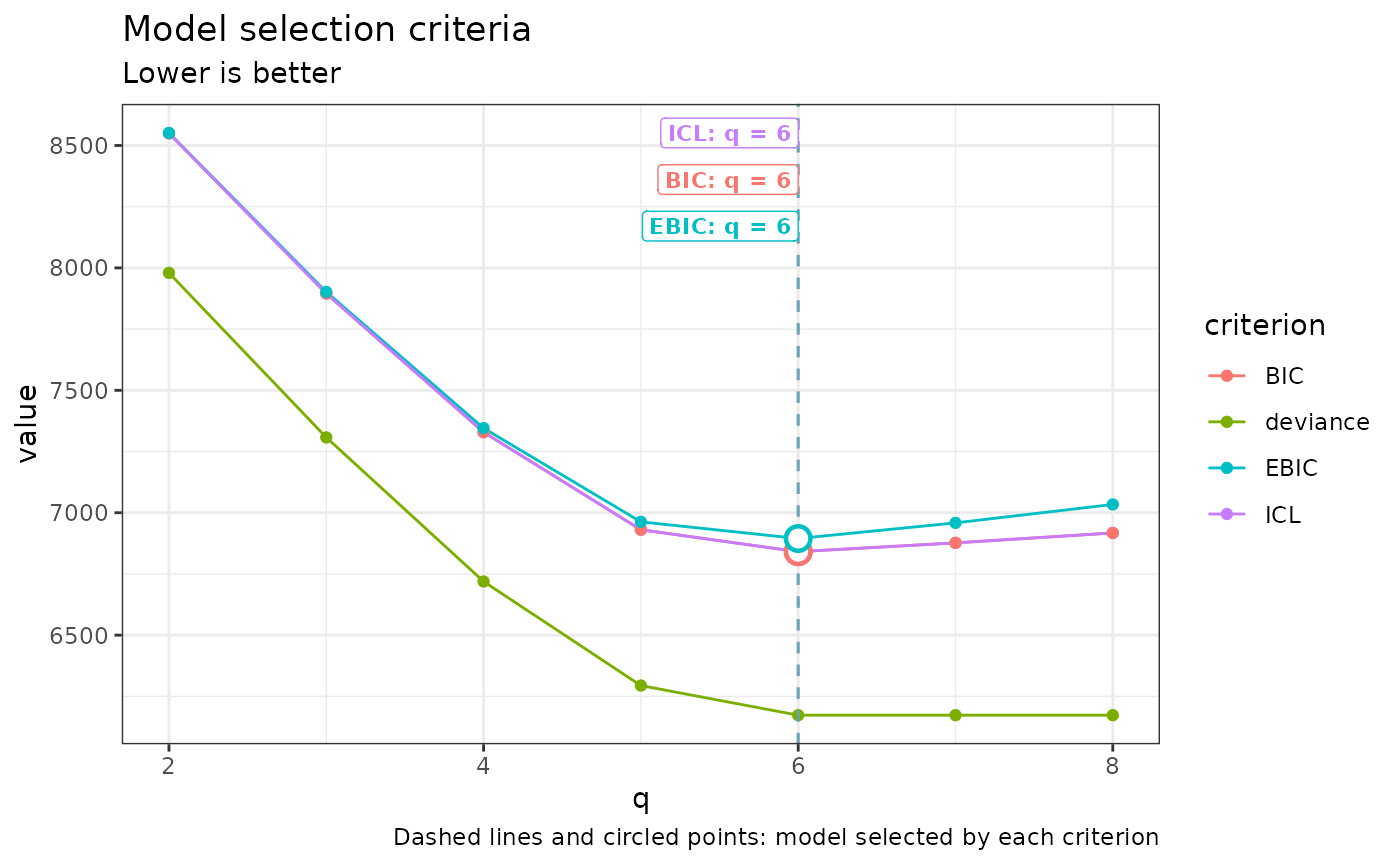 Model selection criteria
Lower is better
value
8500
8000
7500
7000
6500
ICL: q = 6
BIC: q = 6
EBIC: q = 6
2 4 6 8
q
criterion
BIC
deviance
EBIC
ICL
Dashed lines and circled points: model selected by each criterion